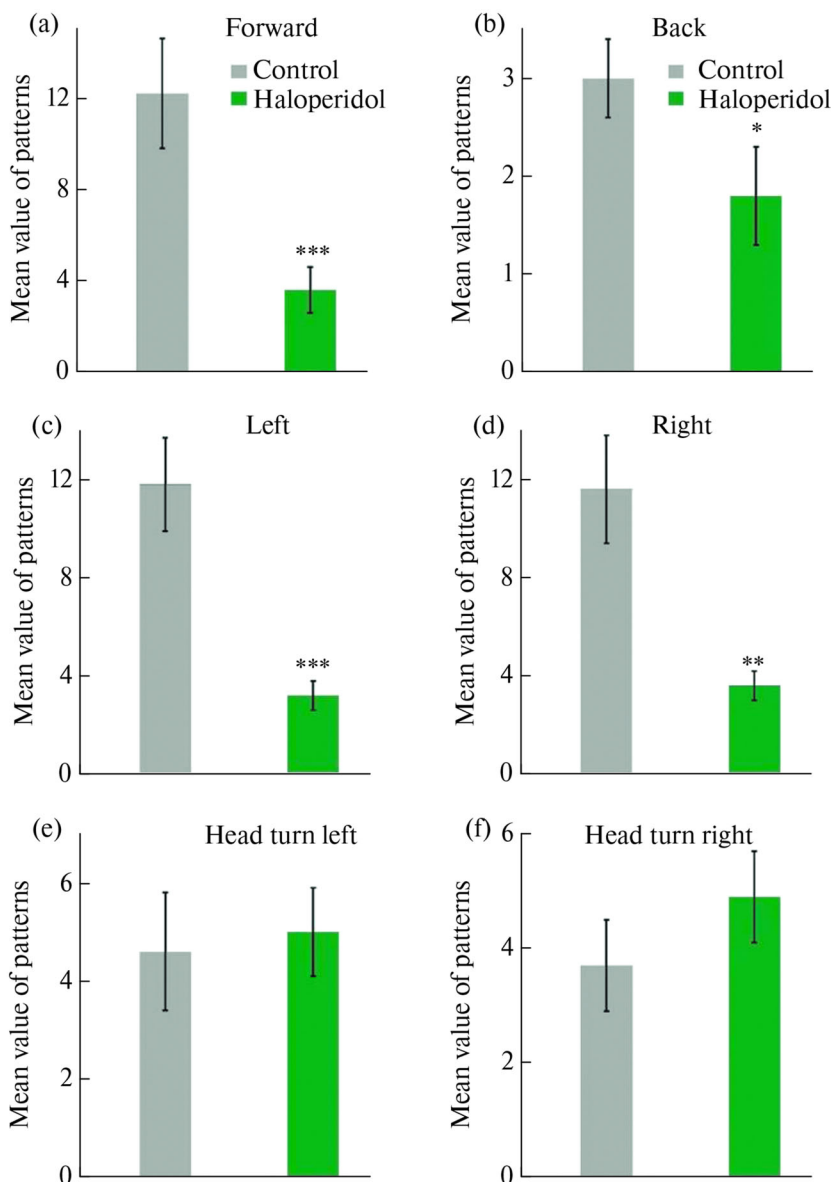 (a)
Forward
Control
Haloperidol
Mean value of patterns
12
8
4
0
***
(b)
Back
Control
Haloperidol
Mean value of patterns
3
2
1
0
*
(c)
Left
Mean value of patterns
12
8
4
0
***
(d)
Right
Mean value of patterns
12
8
4
0
**
(e)
Head turn left
Mean value of patterns
6
4
2
0
(f)
Head turn right
Mean value of patterns
6
4
2
0